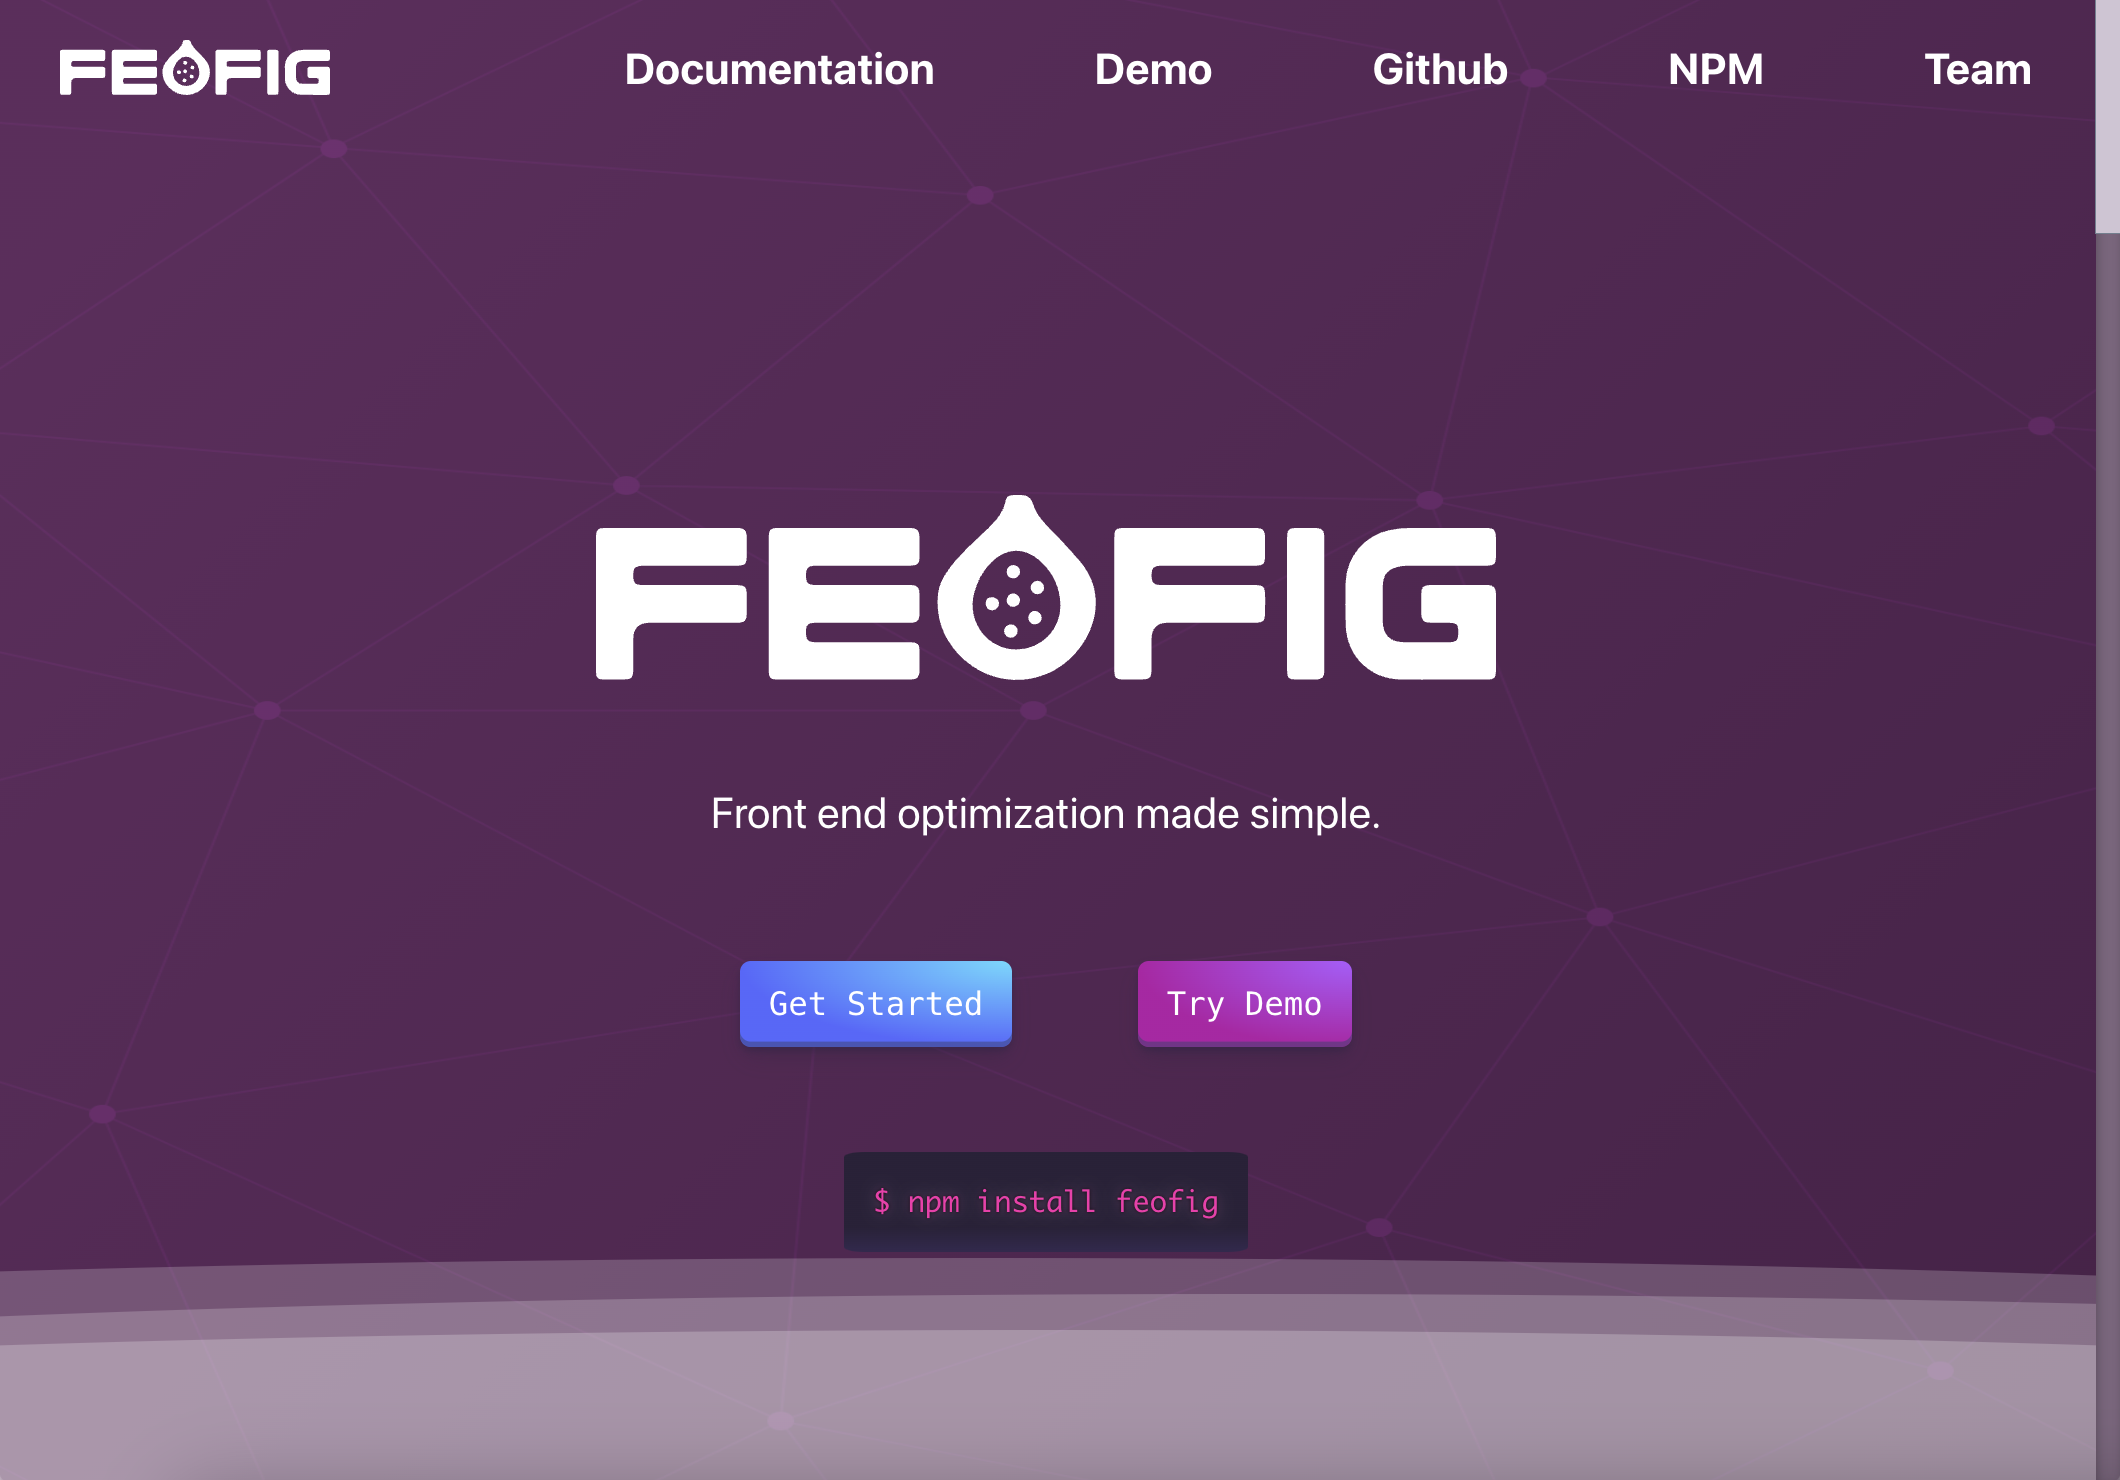 FEOFIG
Documentation
Demo
Github
NPM
Team
FEOFIG
Front end optimization made simple.
Get Started
Try Demo
$ npm install feofig